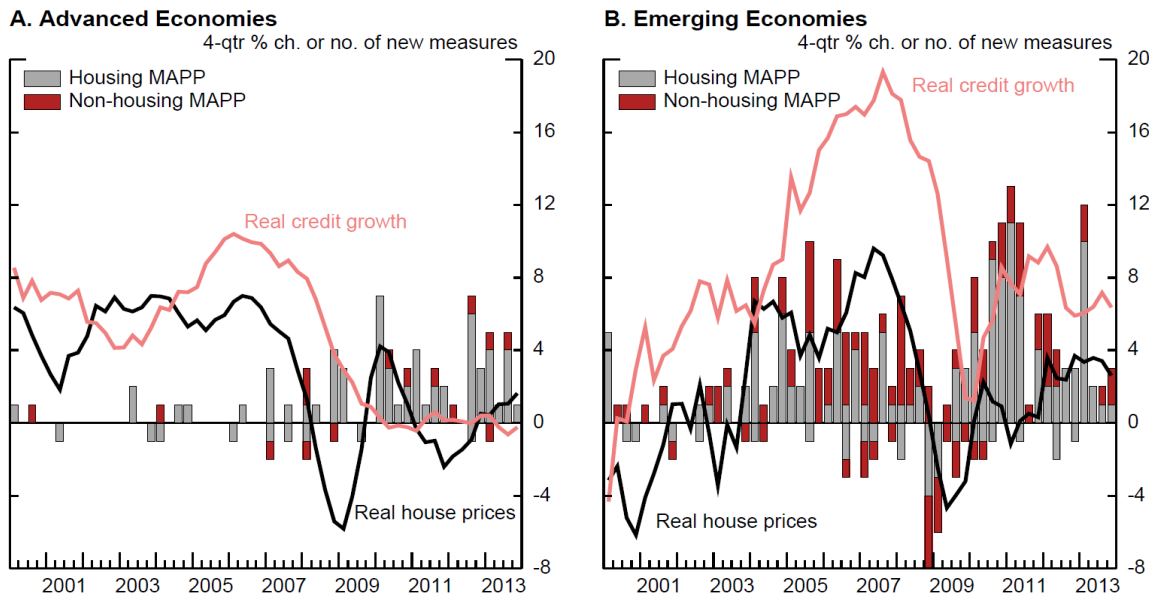 A. Advanced Economies
4-qtr % ch. or no. of new measures
Housing MAPP
Non-housing MAPP
Real credit growth
Real house prices
20
16
12
8
4
0
-4
-8
2001 2003 2005 2007 2009 2011 2013
B. Emerging Economies
4-qtr % ch. or no. of new measures
Housing MAPP
Non-housing MAPP
Real credit growth
Real house prices
20
16
12
8
4
0
-4
-8
2001 2003 2005 2007 2009 2011 2013